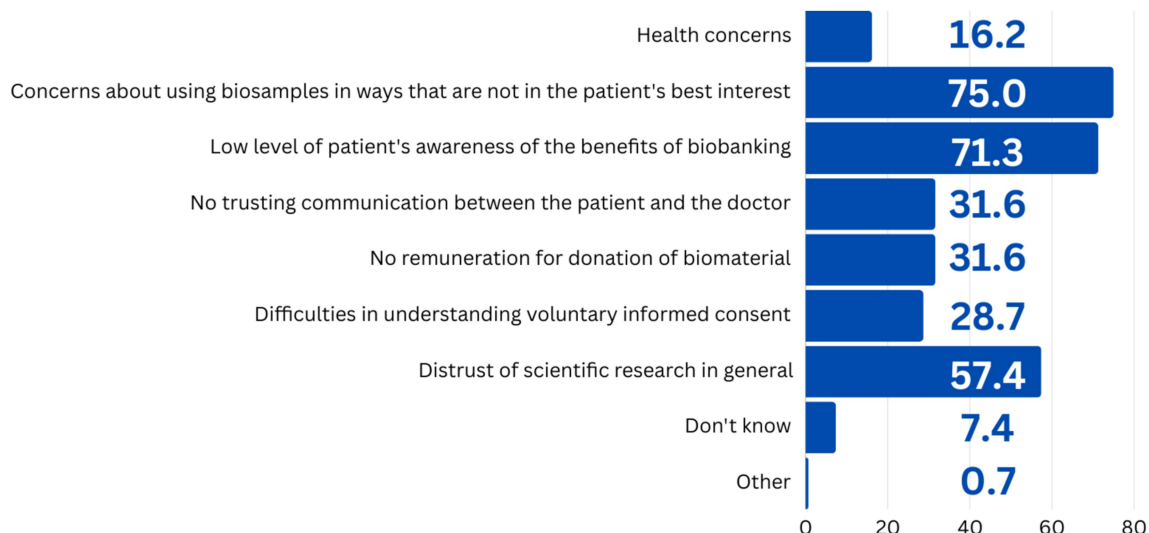 Health concerns 16.2
Concerns about using biosamples in ways that are not in the patient's best interest 75.0
Low level of patient's awareness of the benefits of biobanking 71.3
No trusting communication between the patient and the doctor 31.6
No remuneration for donation of biomaterial 31.6
Difficulties in understanding voluntary informed consent 28.7
Distrust of scientific research in general 57.4
Don't know 7.4
Other 0.7
0 20 40 60 80